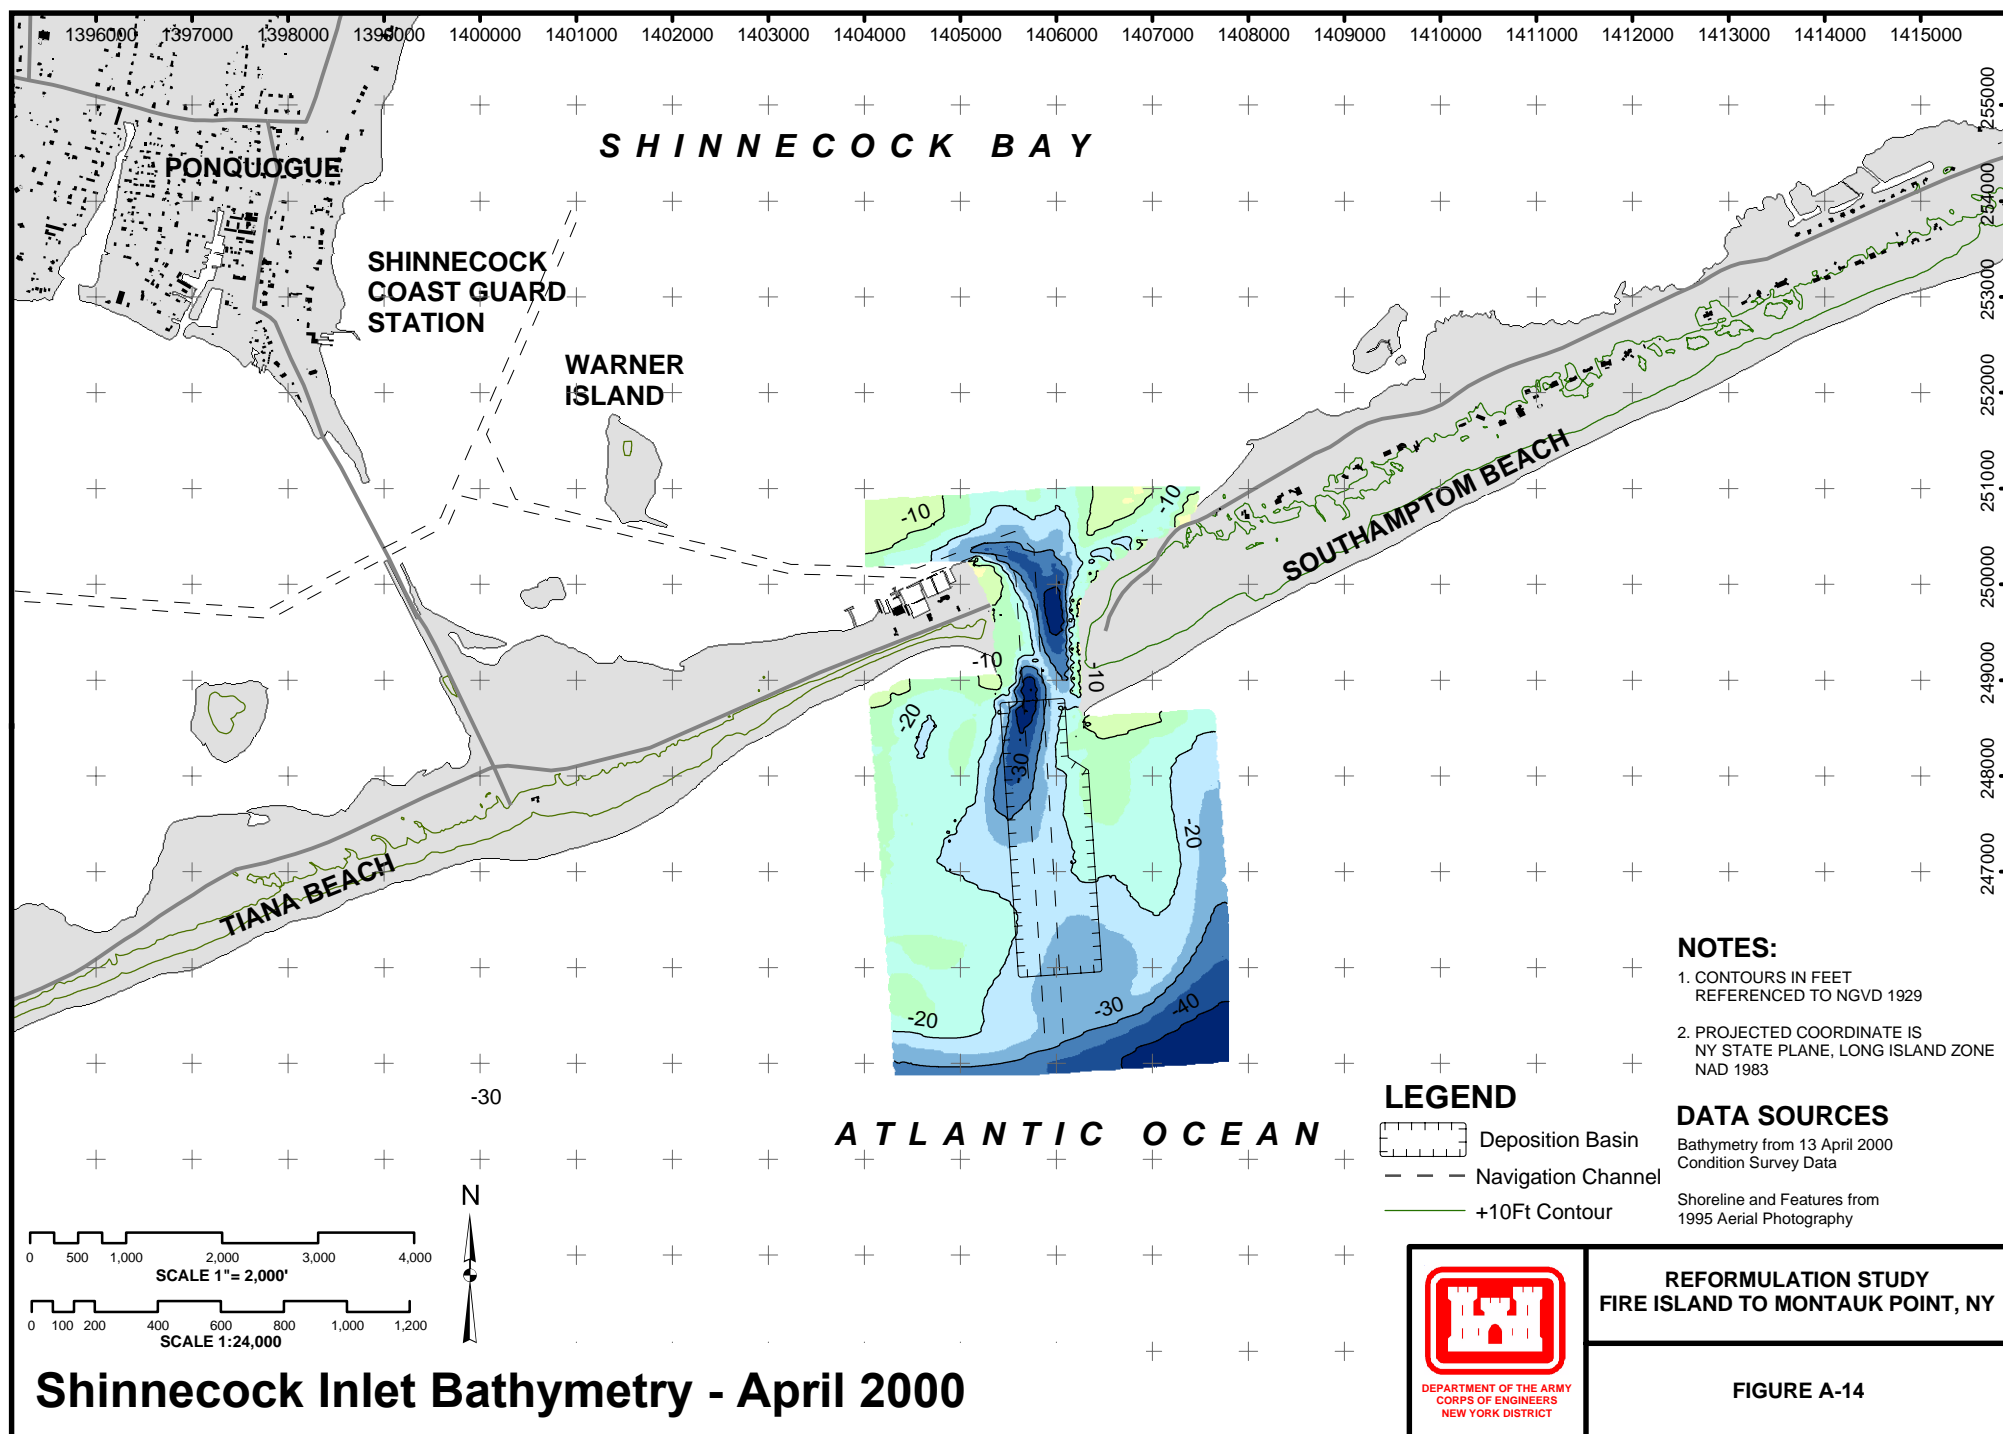 1396000 1397000 1398000 1399000 1400000 1401000 1402000 1403000 1404000 1405000 1406000 1407000 1408000 1409000 1410000 1411000 1412000 1413000 1414000 1415000
255000
254000
253000
252000
251000
250000
249000
248000
247000
SHINNECOCK BAY
PONQUOGUE
SHINNECOCK
COAST GUARD
STATION
WARNER
ISLAND
-10
-10
SOUTHAMPTOM BEACH
-10
-10
-20
-30
-20
TIANA BEACH
-20
-30
-40
-30
ATLANTIC OCEAN
NOTES:
1. CONTOURS IN FEET
REFERENCED TO NGVD 1929
2. PROJECTED COORDINATE IS
NY STATE PLANE, LONG ISLAND ZONE
NAD 1983
LEGEND
Deposition Basin
Navigation Channel
+10Ft Contour
DATA SOURCES
Bathymetry from 13 April 2000
Condition Survey Data
Shoreline and Features from
1995 Aerial Photography
N
0 500 1,000 2,000 3,000 4,000
SCALE 1"= 2,000'
0 100 200 400 600 800 1,000 1,200
SCALE 1:24,000
Shinnecock Inlet Bathymetry - April 2000
DEPARTMENT OF THE ARMY
CORPS OF ENGINEERS
NEW YORK DISTRICT
REFORMULATION STUDY
FIRE ISLAND TO MONTAUK POINT, NY
FIGURE A-14